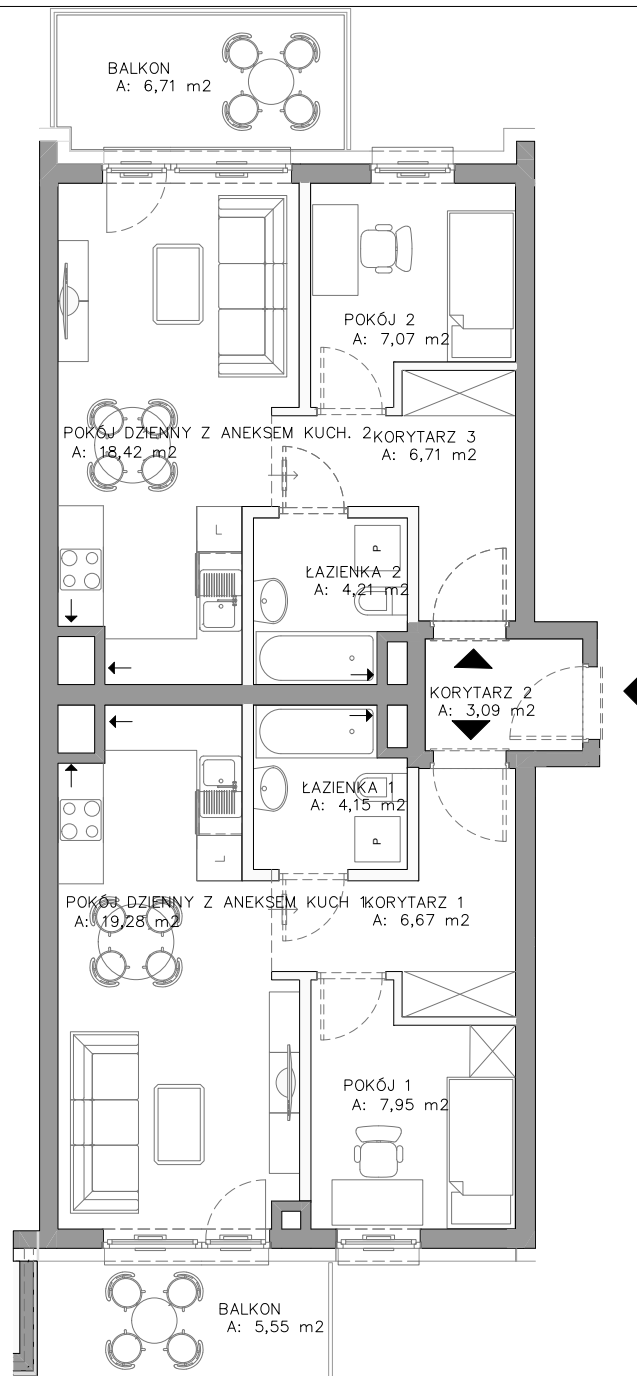 BALKON
A: 6,71 m2
POKÓJ 2
A: 7,07 m2
POKÓJ DZIENNY Z ANEKSEM KUCH. 2
A: 18,42 m2
KORYTARZ 3
A: 6,71 m2
L
P
ŁAZIENKA 2
A: 4,21 m2
KORYTARZ 2
A: 3,09 m2
ŁAZIENKA 1
A: 4,15 m2
P
L
POKÓJ DZIENNY Z ANEKSEM KUCH 1
A: 19,28 m2
KORYTARZ 1
A: 6,67 m2
POKÓJ 1
A: 7,95 m2
BALKON
A: 5,55 m2